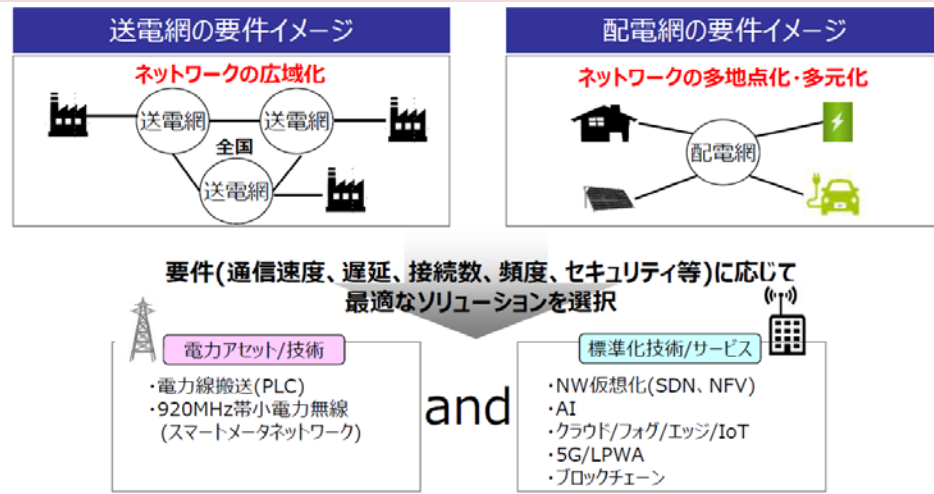 送電網の要件イメージ
ネットワークの広域化
送電網
送電網
全国
送電網
配電網の要件イメージ
ネットワークの多地点化・多元化
配電網
要件(通信速度、遅延、接続数、頻度、セキュリティ等)に応じて
最適なソリューションを選択
電力アセット/技術
・電力線搬送(PLC)
・920MHz帯小電力無線
(スマートメータネットワーク)
and
標準化技術/サービス
・NW仮想化(SDN、NFV)
・AI
・クラウド/フォグ/エッジ/IoT
・5G/LPWA
・ブロックチェーン